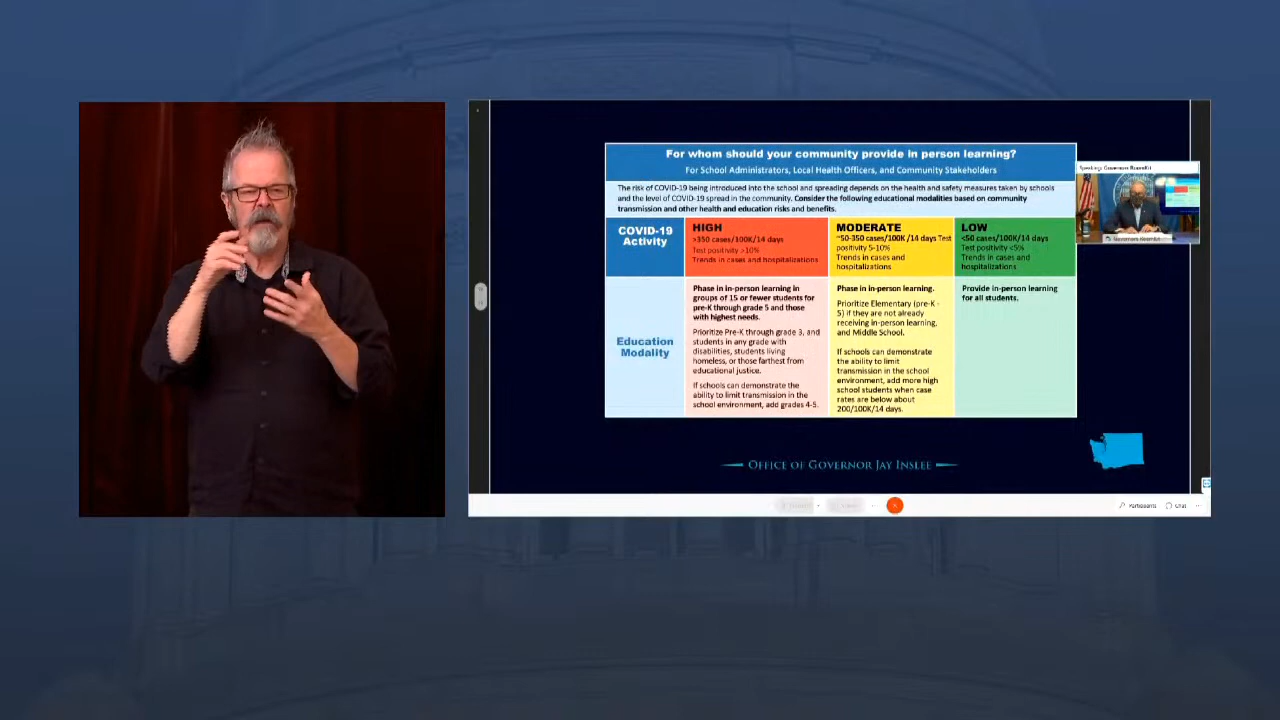 For whom should your community provide in person learning?
For School Administrators, Local Health Officers, and Community Stakeholders
The risk of COVID-19 being introduced into the school and spreading depends on the health and safety measures taken by schools
and the level of COVID-19 spread in the community. Consider the following educational modalities based on community
transmission and other health and education risks and benefits.
COVID-19
Activity
HIGH
>350 cases/100K/14 days
Test positivity >10%
Trends in cases and hospitalizations
MODERATE
~50-350 cases/100K /14 days Test
positivity 5-10%
Trends in cases and
hospitalizations
LOW
<50 cases/100K/14 days
Test positivity <5%
Trends in cases and
hospitalizations
Education
Modality
Phase in in-person learning in
groups of 15 or fewer students for
pre-K through grade 5 and those
with highest needs.
Prioritize Pre-K through grade 3, and
students in any grade with
disabilities, students living
homeless, or those farthest from
educational justice.
If schools can demonstrate the
ability to limit transmission in the
school environment, add grades 4-5.
Phase in in-person learning.
Prioritize Elementary (pre-K -
5) if they are not already
receiving in-person learning,
and Middle School.
If schools can demonstrate
the ability to limit
transmission in the school
environment, add more high
school students when case
rates are below about
200/100K/14 days.
Provide in-person learning
for all students.
Speaking: Governors RoomKit
Governors RoomKit
OFFICE OF GOVERNOR JAY INSLEE
Participants
Chat